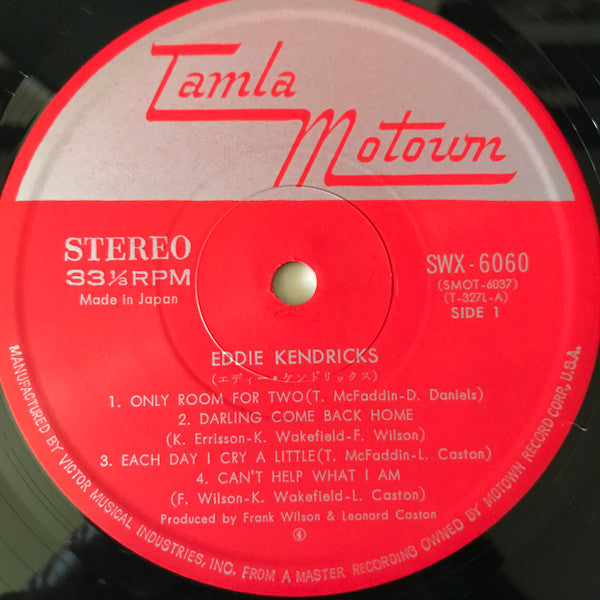 Tamla
Motown
STEREO
33⅓RPM
Made in Japan
SWX-6060
(SMOT-6037)
(T-327L-A)
SIDE 1
EDDIE KENDRICKS
(エディー・ケンドリックス)
1. ONLY ROOM FOR TWO(T. McFaddin-D. Daniels)
2. DARLING COME BACK HOME
(K. Errisson-K. Wakefield-F. Wilson)
3. EACH DAY I CRY A LITTLE(T. McFaddin-L. Caston)
4. CAN'T HELP WHAT I AM
(F. Wilson-K. Wakefield-L. Caston)
Produced by Frank Wilson & Leonard Caston
MANUFACTURED BY VICTOR MUSICAL INDUSTRIES, INC. FROM A MASTER RECORDING OWNED BY MOTOWN RECORD CORP, U.S.A.